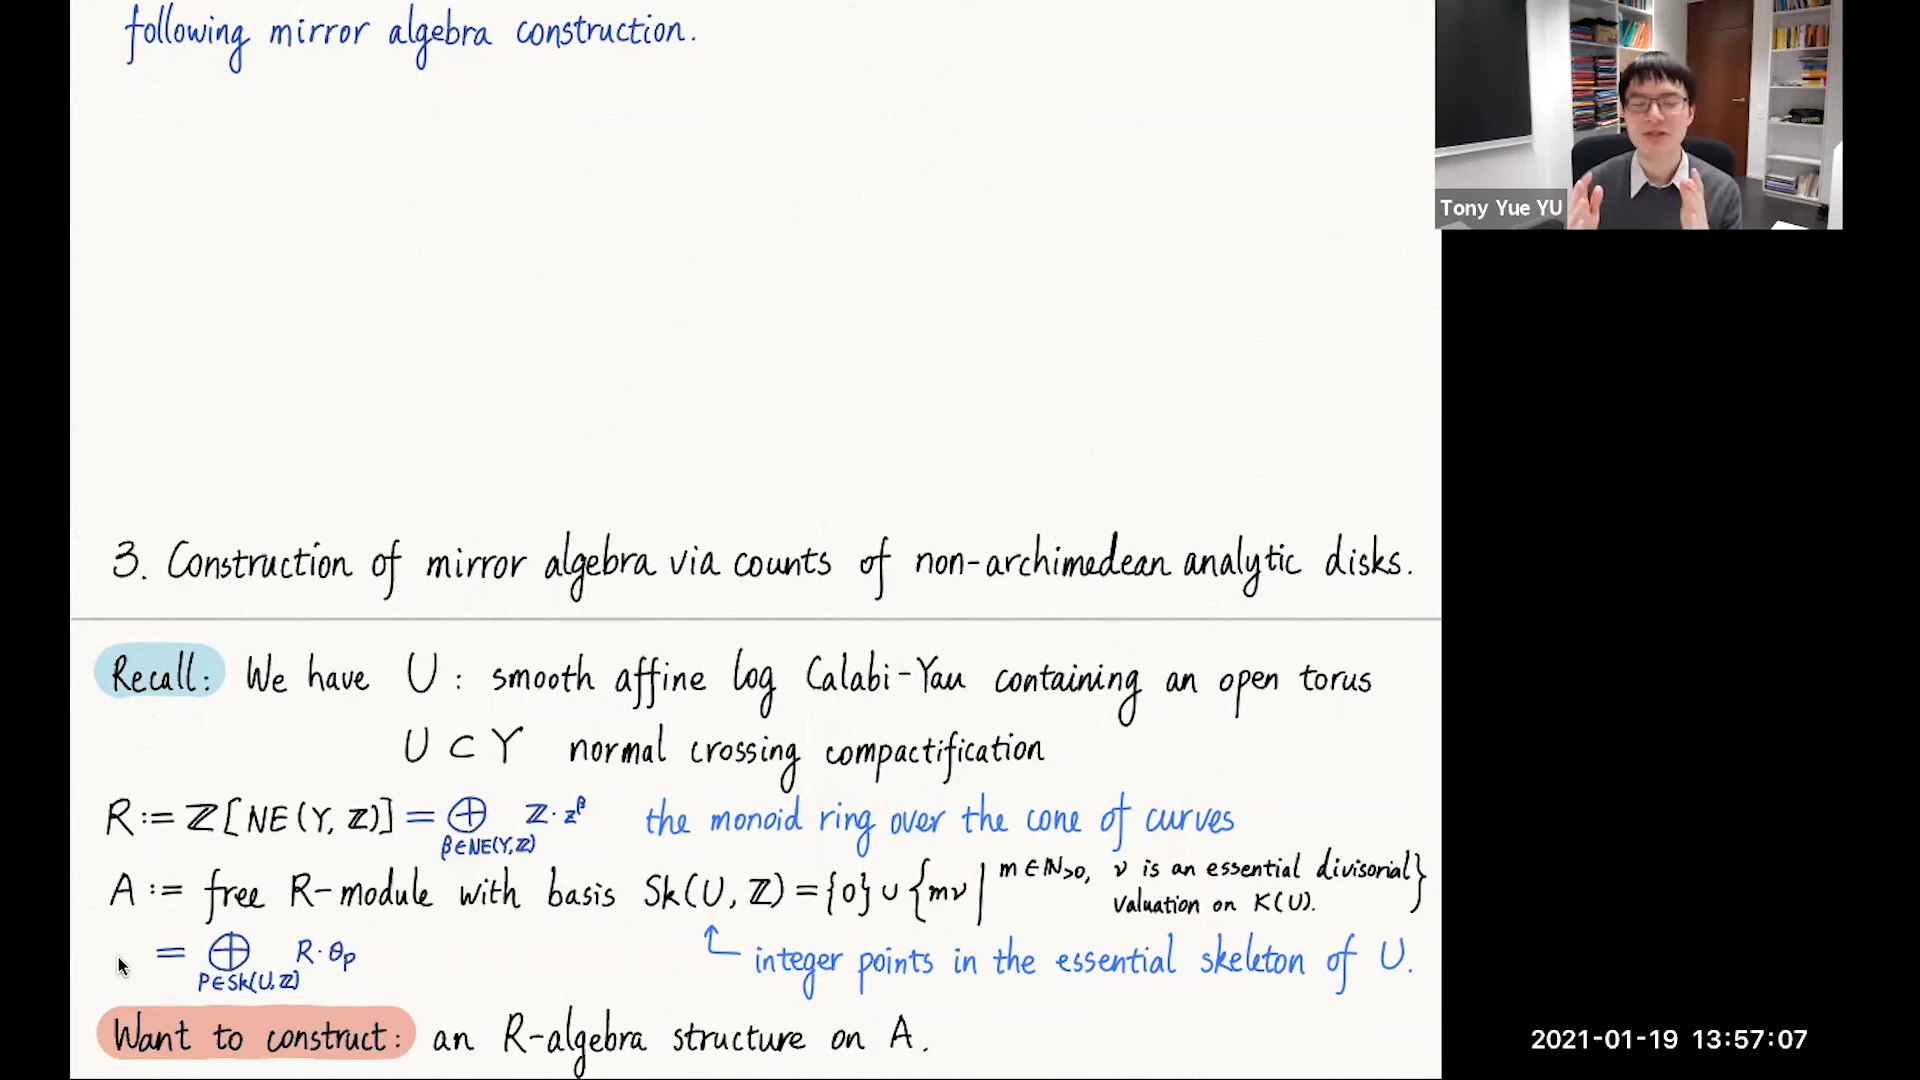 following mirror algebra construction.
Tony Yue YU
3. Construction of mirror algebra via counts of non-archimedean analytic disks.
Recall: We have U : smooth affine log Calabi-Yau containing an open torus
U ⊂ Y normal crossing compactification
R := ℤ[NE(Y, ℤ)] = ⊕_{β∈NE(Y,ℤ)} ℤ·z^β the monoid ring over the cone of curves
A := free R-module with basis Sk(U, ℤ) = {0} ∪ {mν | m ∈ ℕ_{>0}, ν is an essential divisorial valuation on K(U).}
= ⊕_{P∈Sk(U,ℤ)} R·θ_P ↑ integer points in the essential skeleton of U.
Want to construct: an R-algebra structure on A.
2021-01-19 13:57:07